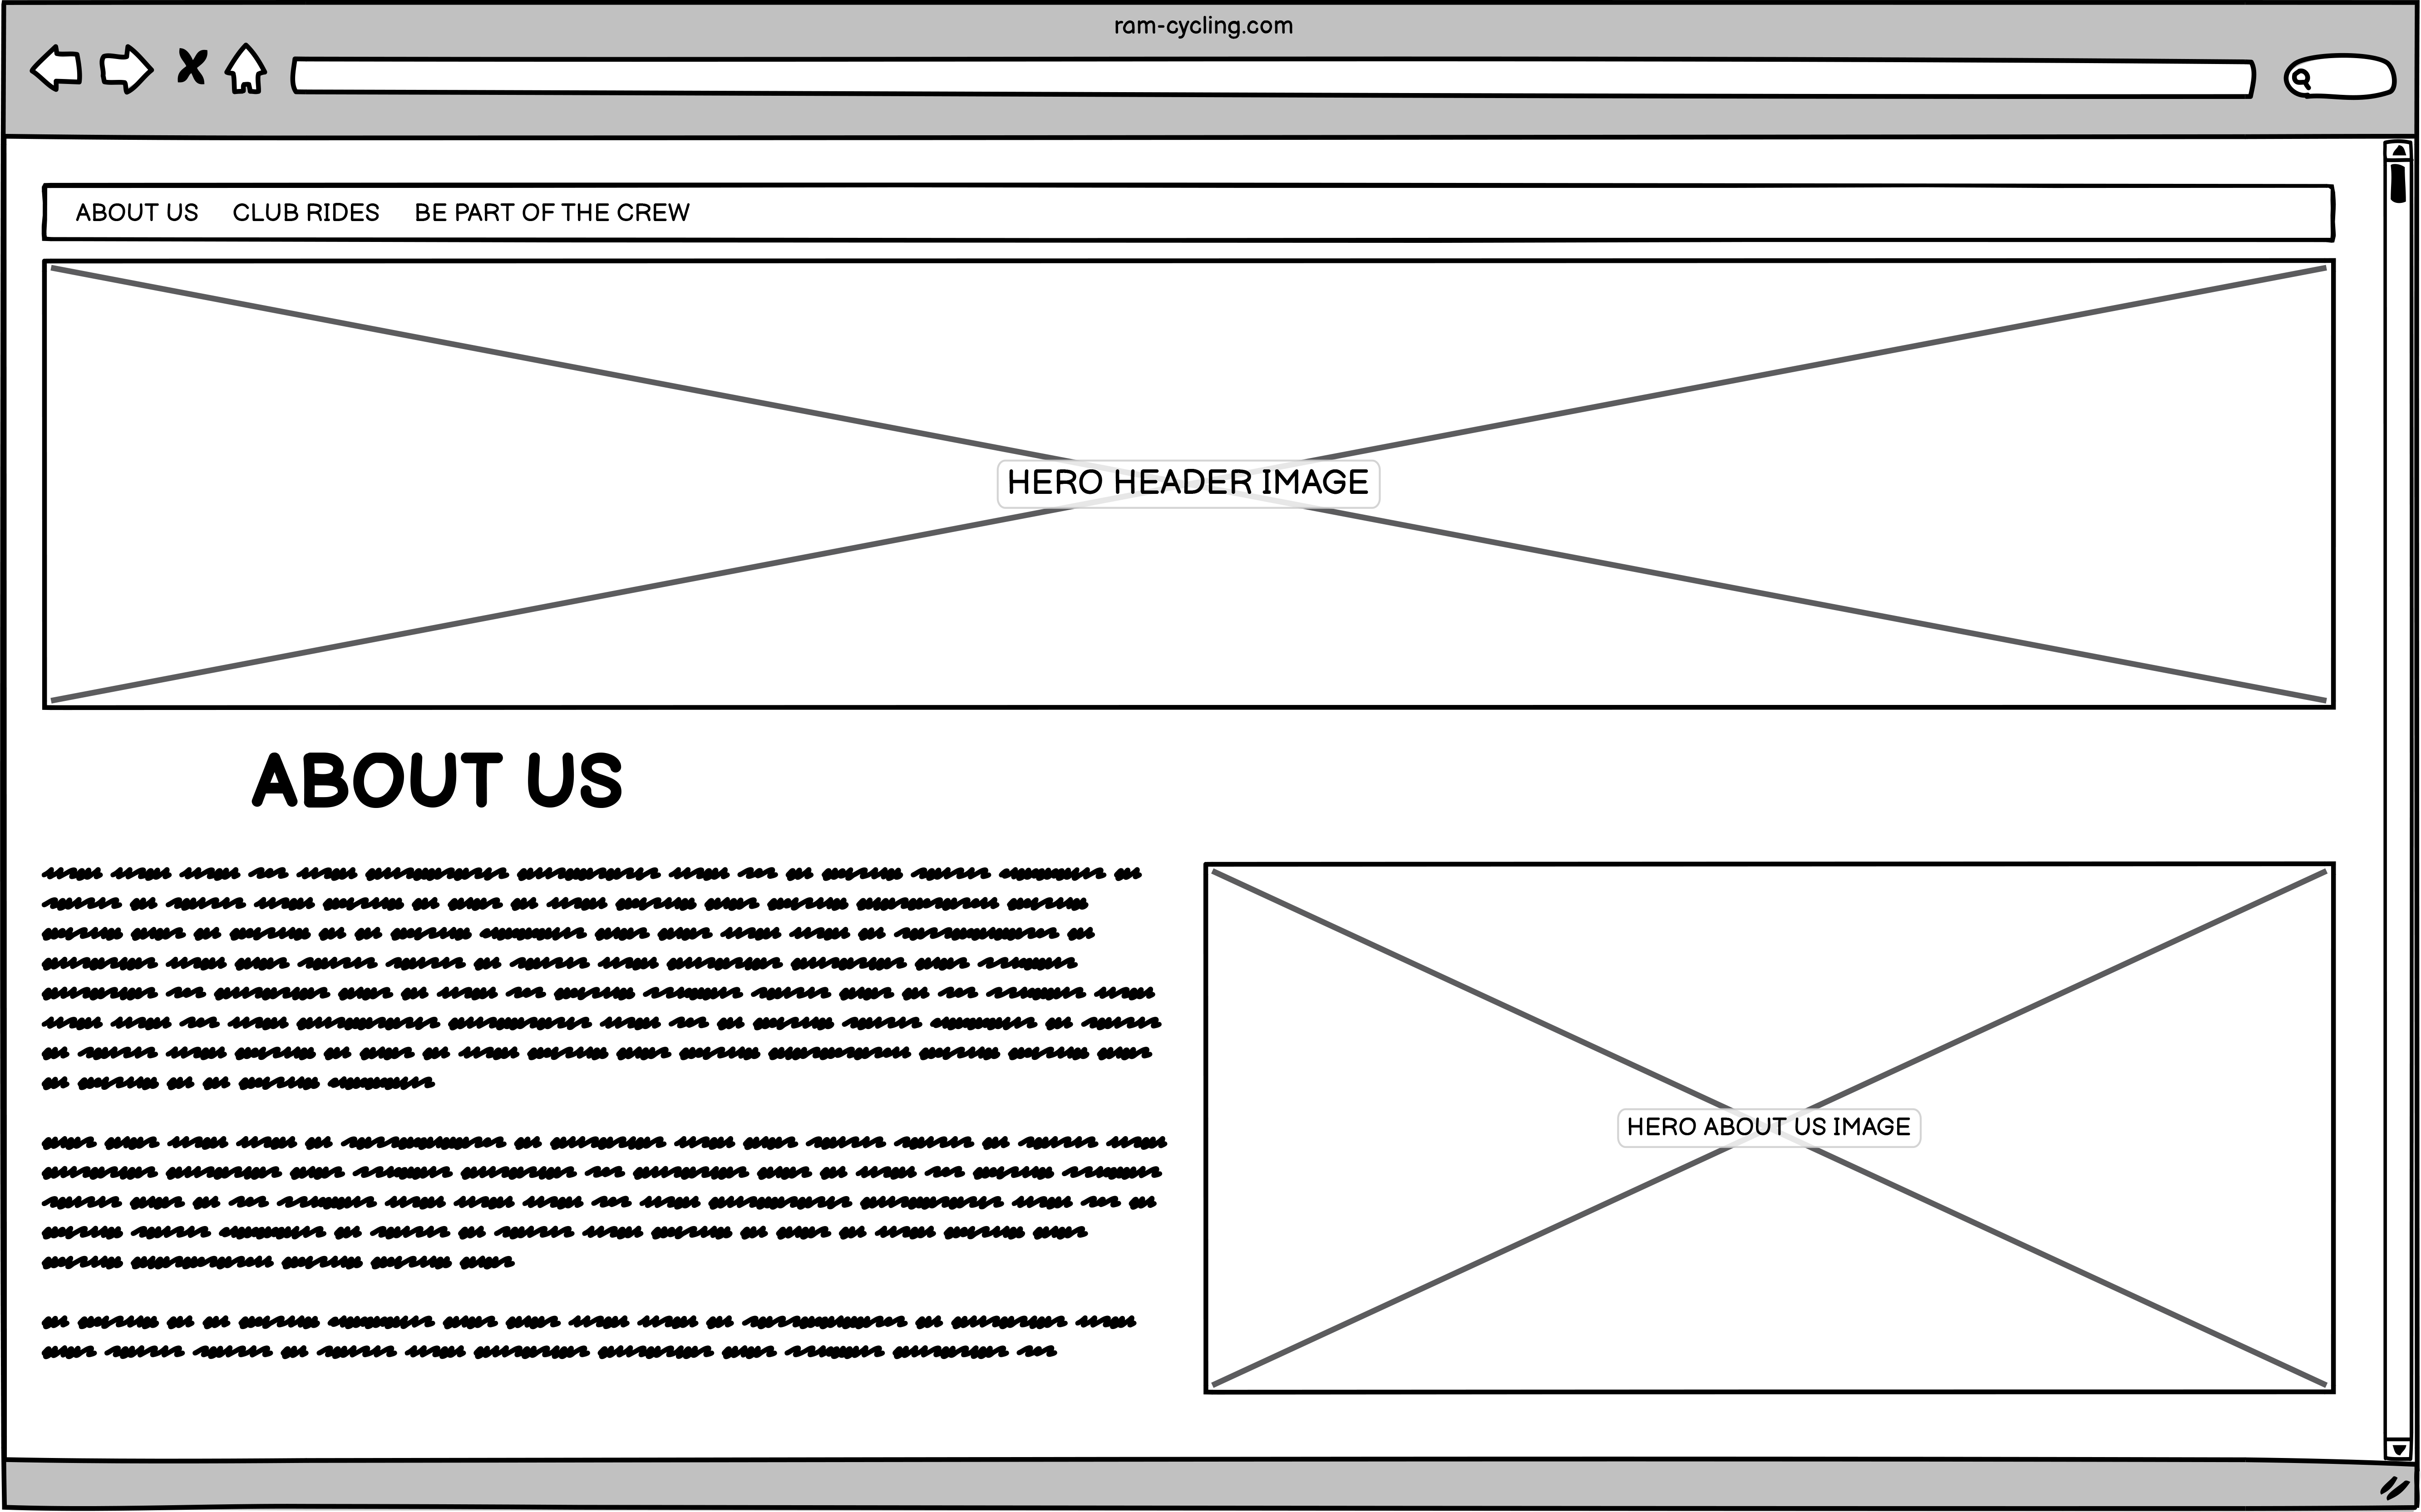 ram-cycling.com
ABOUT US CLUB RIDES BE PART OF THE CREW
HERO HEADER IMAGE
ABOUT US
HERO ABOUT US IMAGE